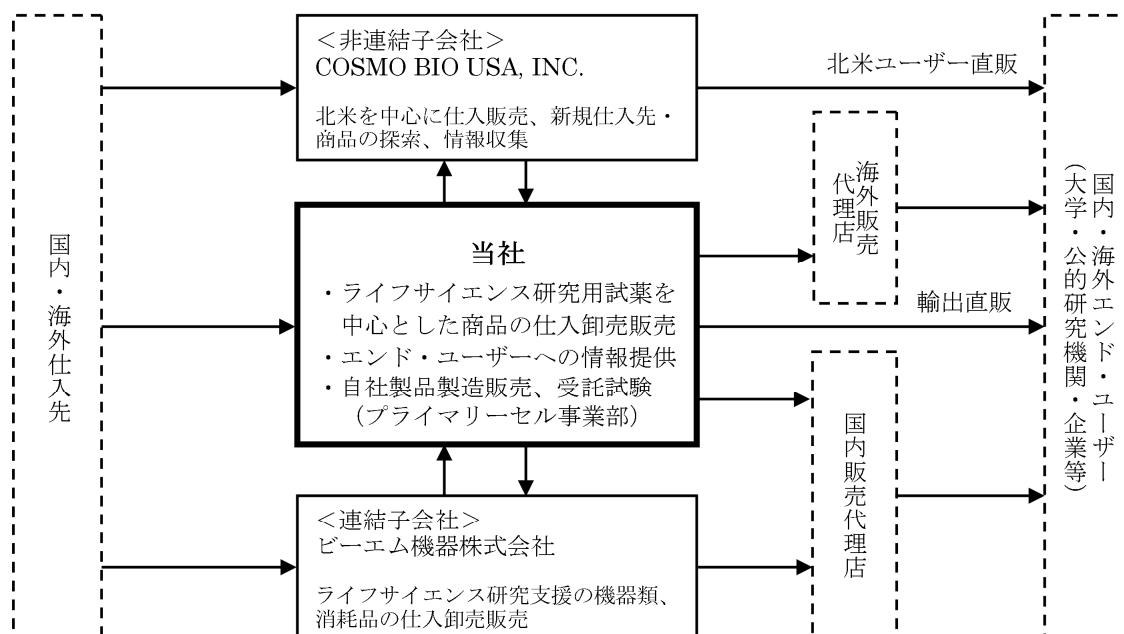 国内・海外仕入先
＜非連結子会社＞
COSMO BIO USA, INC.
北米を中心に仕入販売、新規仕入先・
商品の探索、情報収集
当社
・ライフサイエンス研究用試薬を
中心とした商品の仕入卸売販売
・エンド・ユーザーへの情報提供
・自社製品製造販売、受託試験
（プライマリーセル事業部）
＜連結子会社＞
ビーエム機器株式会社
ライフサイエンス研究支援の機器類、
消耗品の仕入卸売販売
北米ユーザー直販
海外販売
代理店
輸出直販
国内販売代理店
国内・海外エンド・ユーザー
（大学・公的研究機関・企業等）